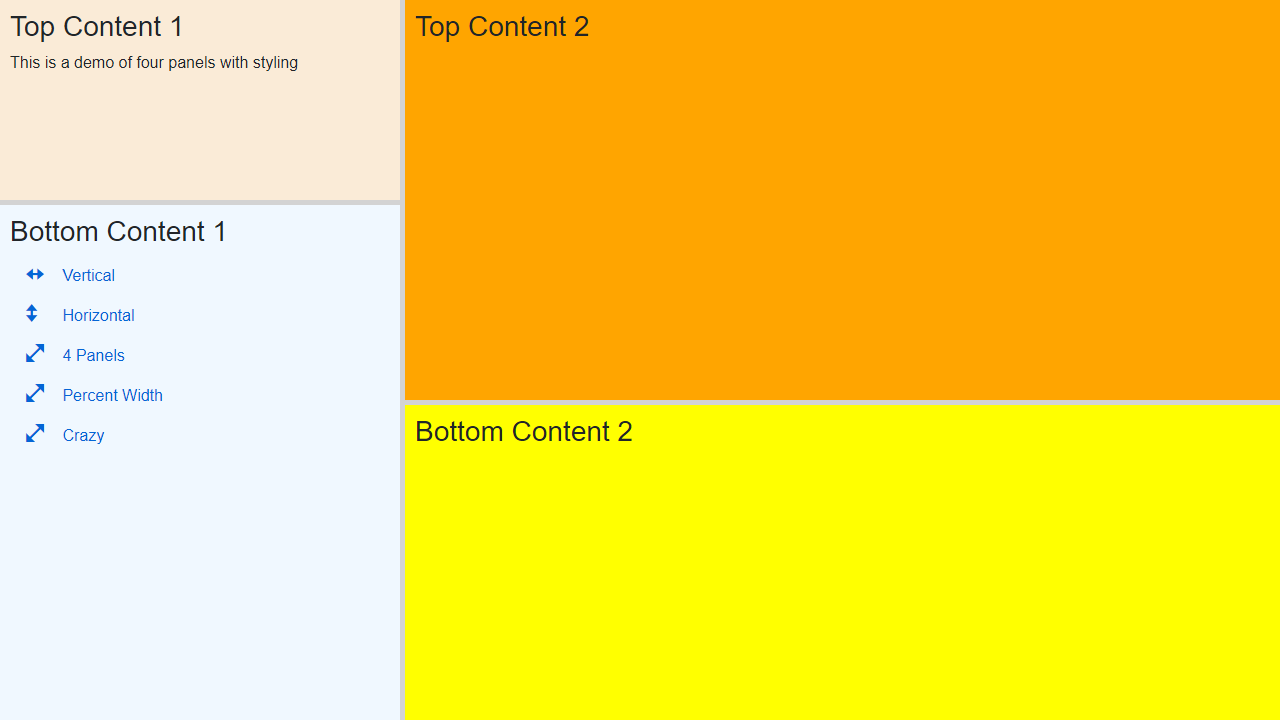 Top Content 1
This is a demo of four panels with styling
Bottom Content 1
Vertical
Horizontal
4 Panels
Percent Width
Crazy
Top Content 2
Bottom Content 2